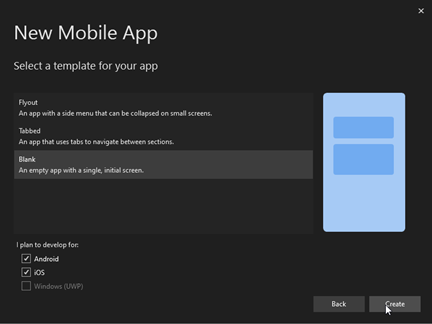 New Mobile App
Select a template for your app
Flyout
An app with a side menu that can be collapsed on small screens.
Tabbed
An app that uses tabs to navigate between sections.
Blank
An empty app with a single, initial screen.
I plan to develop for:
Android
iOS
Windows (UWP)
Back
Create